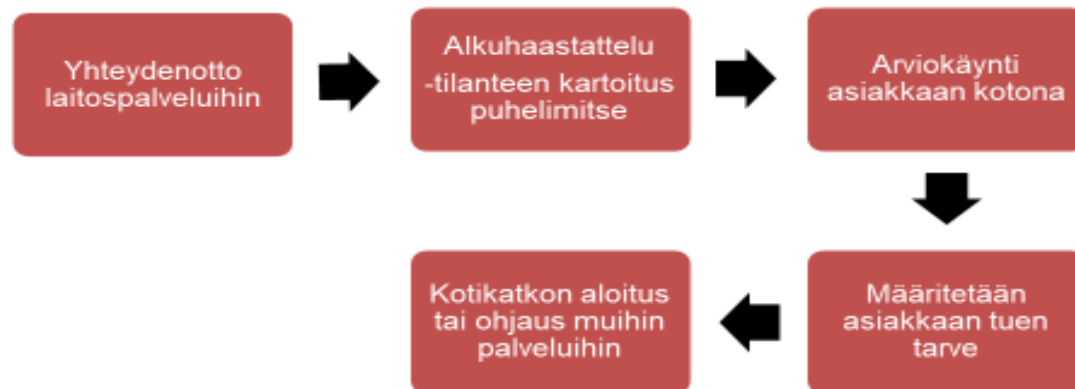 Yhteydenotto
laitospalveluihin
Alkuhaastattelu
-tilanteen kartoitus
puhelimitse
Arviokäynti
asiakkaan kotona
Määritetään
asiakkaan tuen
tarve
Kotikatkon aloitus
tai ohjaus muihin
palveluihin